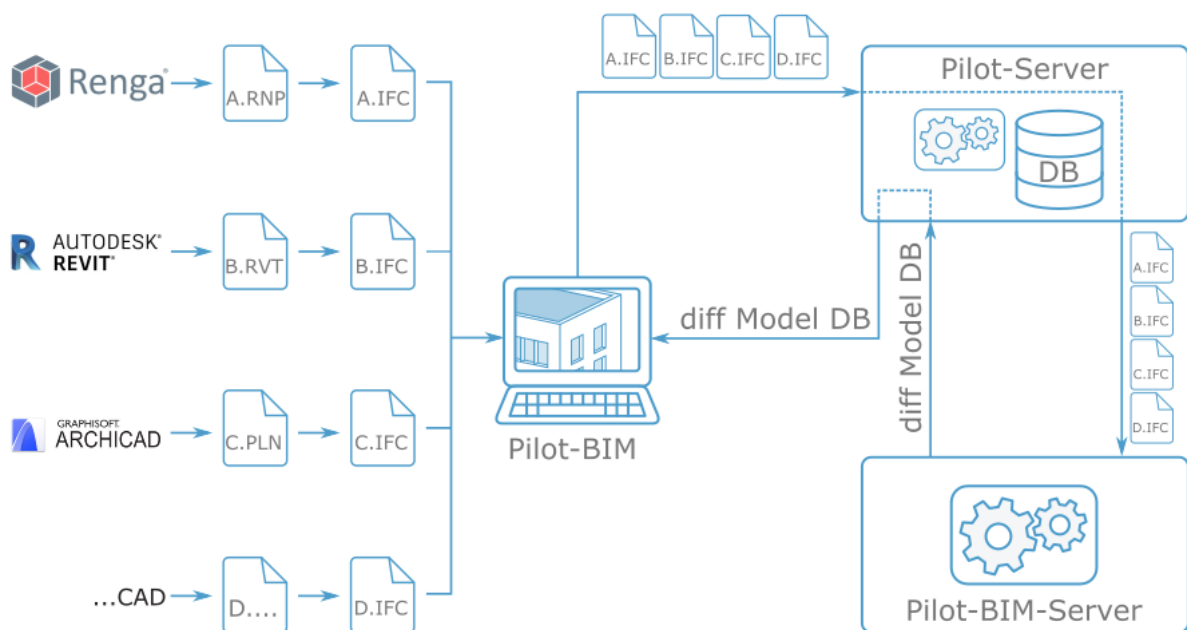 Renga®
A.RNP
A.IFC
AUTODESK®
REVIT®
B.RVT
B.IFC
GRAPHISOFT.
ARCHICAD
C.PLN
C.IFC
...CAD
D....
D.IFC
Pilot-BIM
A.IFC
B.IFC
C.IFC
D.IFC
Pilot-Server
DB
diff Model DB
diff Model DB
A.IFC
B.IFC
C.IFC
D.IFC
Pilot-BIM-Server